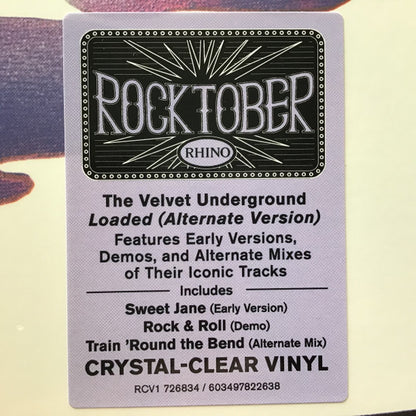 ROCKTOBER
RHINO
The Velvet Underground
Loaded (Alternate Version)
Features Early Versions,
Demos, and Alternate Mixes
of Their Iconic Tracks
Includes
Sweet Jane (Early Version)
Rock & Roll (Demo)
Train 'Round the Bend (Alternate Mix)
CRYSTAL-CLEAR VINYL
RCV1 726834 / 603497822638